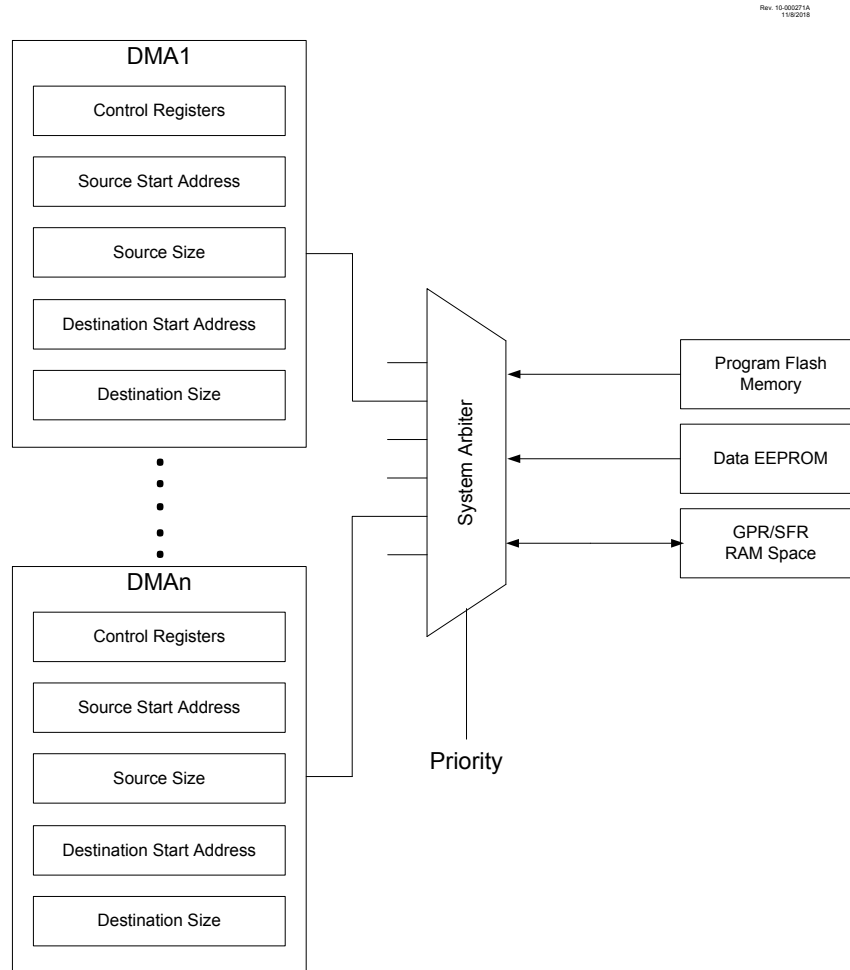 Rev. 10-000271A
11/8/2018
DMA1
Control Registers
Source Start Address
Source Size
Destination Start Address
Destination Size
DMAn
Control Registers
Source Start Address
Source Size
Destination Start Address
Destination Size
System Arbiter
Priority
Program Flash
Memory
Data EEPROM
GPR/SFR
RAM Space